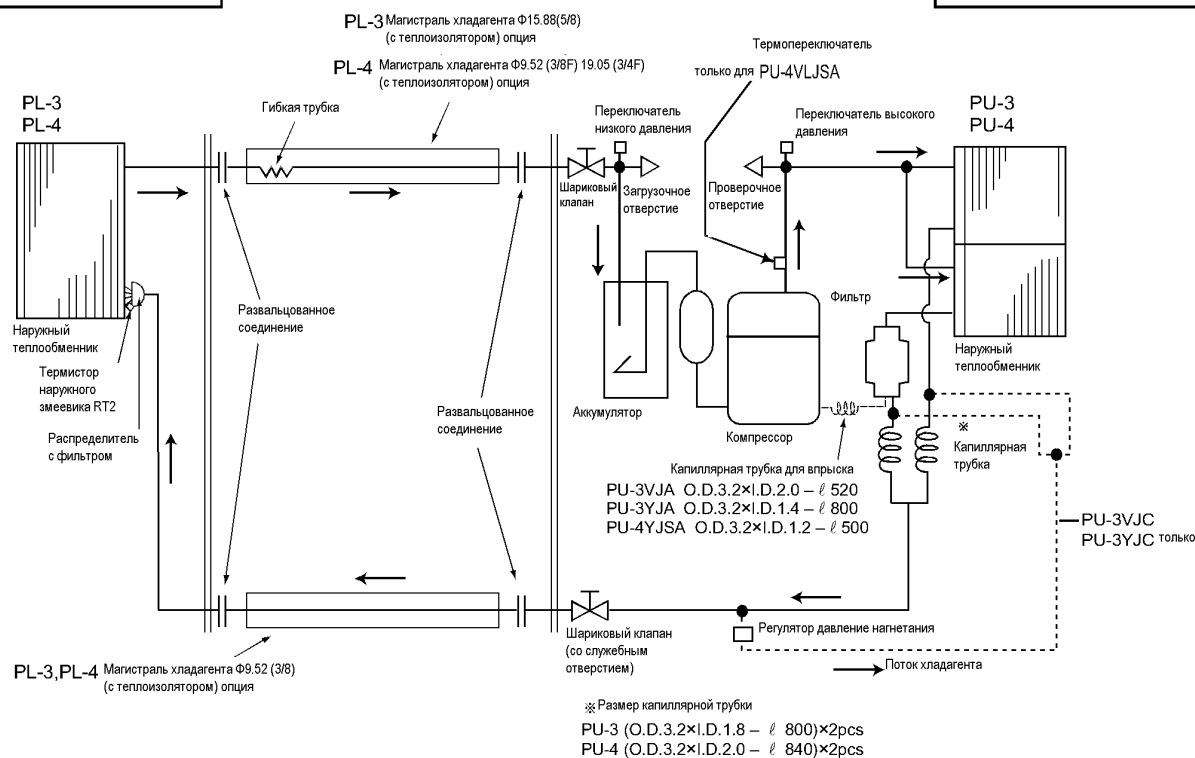 PL-3 Магистраль хладагента Ф15.88(5/8)
(с теплоизолятором) опция
PL-4 Магистраль хладагента Ф9.52 (3/8F) 19.05 (3/4F)
(с теплоизолятором) опция
Термопереключатель
только для PU-4VLJSA
PL-3
PL-4
Гибкая трубка
Переключатель
низкого давления
Переключатель высокого
давления
PU-3
PU-4
Шариковый
клапан
Загрузочное
отверстие
Проверочное
отверстие
Наружный
теплообменник
Термистор
наружного
змеевика RT2
Распределитель
с фильтром
Развальцованное
соединение
Развальцованное
соединение
Аккумулятор
Компрессор
Фильтр
Наружный
теплообменник
※
Капиллярная
трубка
Капиллярная трубка для впрыска
PU-3VJA O.D.3.2×I.D.2.0 – ℓ 520
PU-3YJA O.D.3.2×I.D.1.4 – ℓ 800
PU-4YJSA O.D.3.2×I.D.1.2 – ℓ 500
PU-3VJC
PU-3YJC только
Шариковый клапан
(со служебным
отверстием)
Регулятор давление нагнетания
Поток хладагента
PL-3,PL-4 Магистраль хладагента Ф9.52 (3/8)
(с теплоизолятором) опция
※ Размер капиллярной трубки
PU-3 (O.D.3.2×I.D.1.8 – ℓ 800)×2pcs
PU-4 (O.D.3.2×I.D.2.0 – ℓ 840)×2pcs